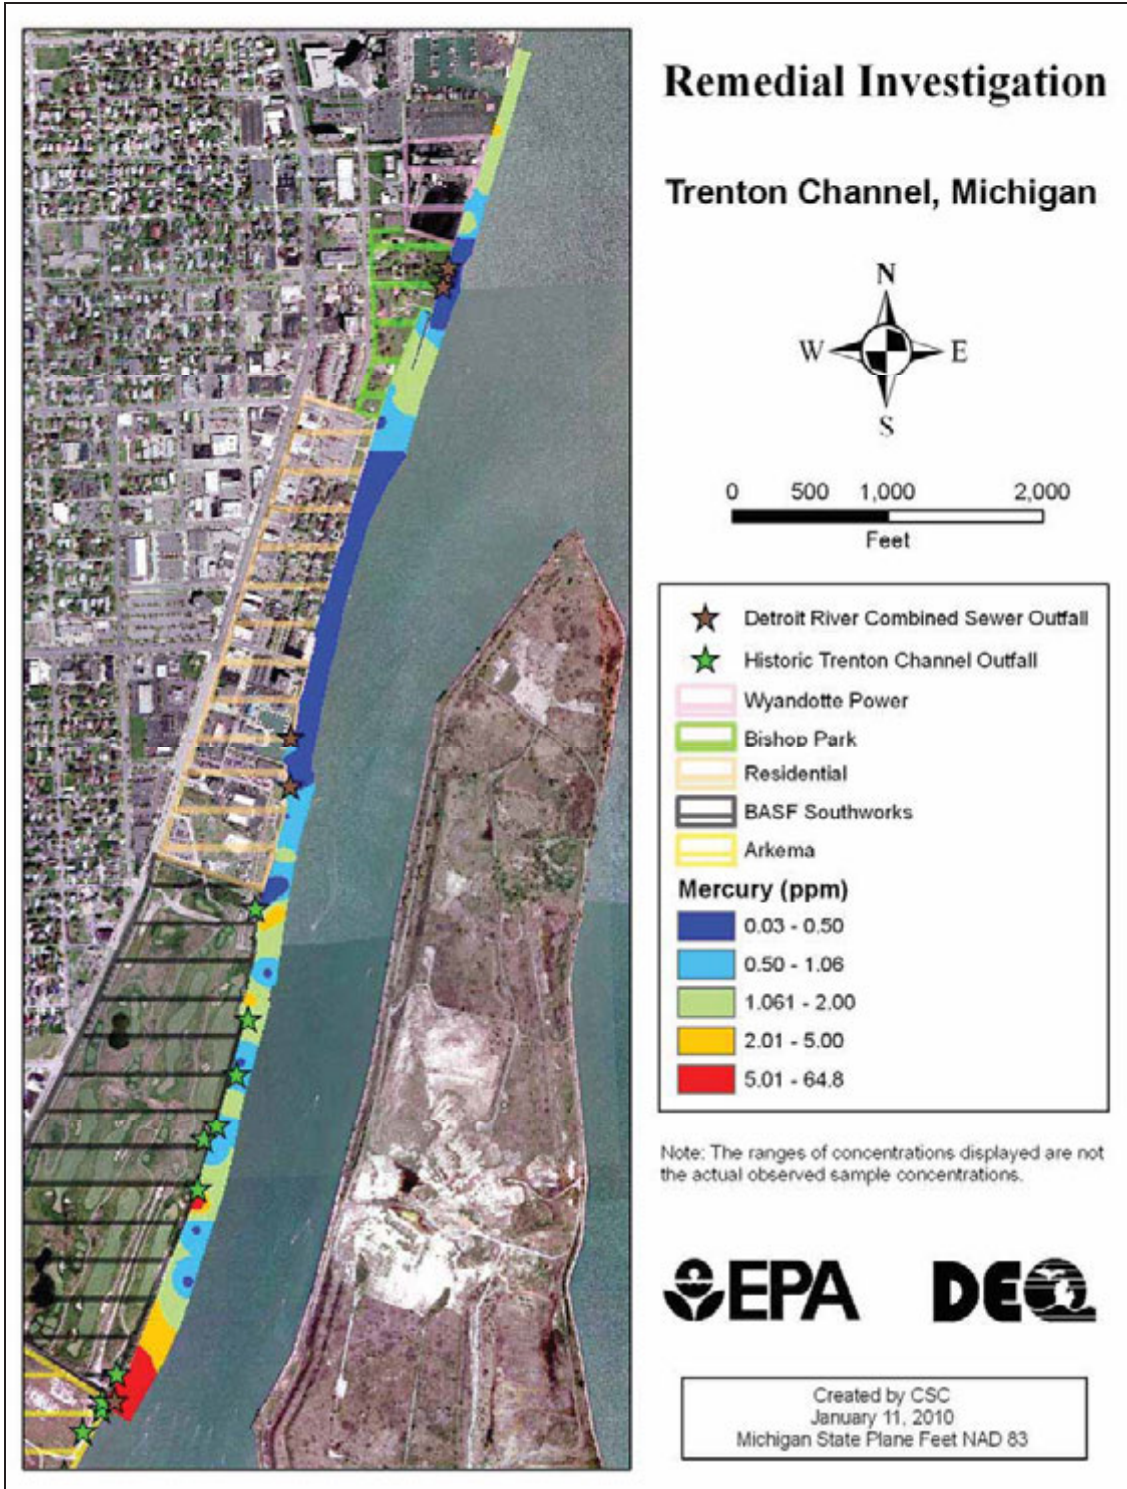 Remedial Investigation
Trenton Channel, Michigan
N
W E
S
0 500 1,000 2,000
Feet
Detroit River Combined Sewer Outfall
Historic Trenton Channel Outfall
Wyandotte Power
Bishop Park
Residential
BASF Southworks
Arkema
Mercury (ppm)
0.03 - 0.50
0.50 - 1.06
1.061 - 2.00
2.01 - 5.00
5.01 - 64.8
Note: The ranges of concentrations displayed are not
the actual observed sample concentrations.
EPA DEQ
Created by CSC
January 11, 2010
Michigan State Plane Feet NAD 83